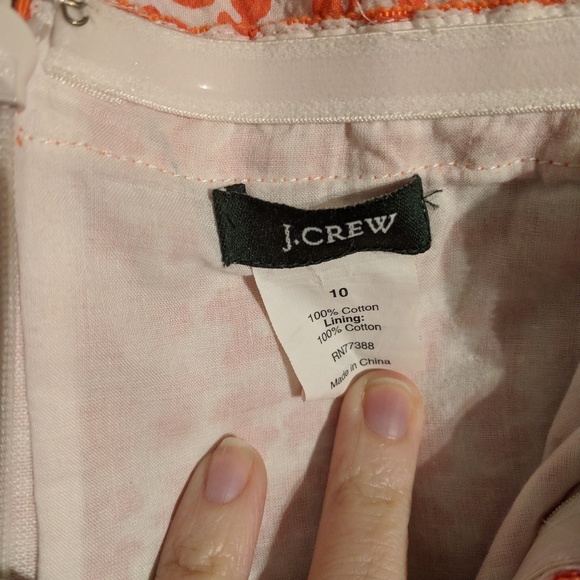 J.CREW
10
100% Cotton
Lining:
100% Cotton
RN77388
Made in China